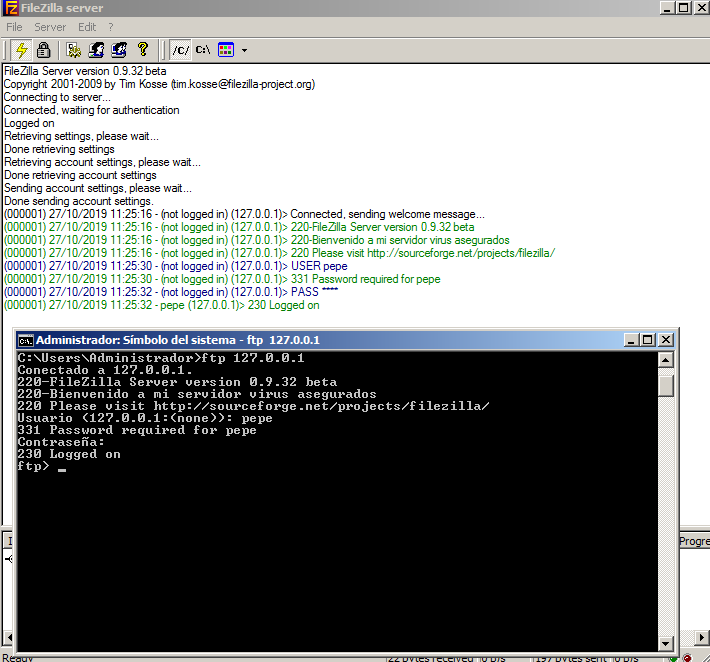 FileZilla server
File Server Edit ?
/C/ C:\
FileZilla Server version 0.9.32 beta
Copyright 2001-2009 by Tim Kosse (tim.kosse@filezilla-project.org)
Connecting to server...
Connected, waiting for authentication
Logged on
Retrieving settings, please wait...
Done retrieving settings
Retrieving account settings, please wait...
Done retrieving account settings
Sending account settings, please wait...
Done sending account settings.
(000001) 27/10/2019 11:25:16 - (not logged in) (127.0.0.1)> Connected, sending welcome message...
(000001) 27/10/2019 11:25:16 - (not logged in) (127.0.0.1)> 220-FileZilla Server version 0.9.32 beta
(000001) 27/10/2019 11:25:16 - (not logged in) (127.0.0.1)> 220-Bienvenido a mi servidor virus asegurados
(000001) 27/10/2019 11:25:16 - (not logged in) (127.0.0.1)> 220 Please visit http://sourceforge.net/projects/filezilla/
(000001) 27/10/2019 11:25:30 - (not logged in) (127.0.0.1)> USER pepe
(000001) 27/10/2019 11:25:30 - (not logged in) (127.0.0.1)> 331 Password required for pepe
(000001) 27/10/2019 11:25:32 - (not logged in) (127.0.0.1)> PASS ****
(000001) 27/10/2019 11:25:32 - pepe (127.0.0.1)> 230 Logged on
Administrador: Símbolo del sistema - ftp 127.0.0.1
C:\Users\Administrador>ftp 127.0.0.1
Conectado a 127.0.0.1.
220-FileZilla Server version 0.9.32 beta
220-Bienvenido a mi servidor virus asegurados
220 Please visit http://sourceforge.net/projects/filezilla/
Usuario (127.0.0.1:(none)): pepe
331 Password required for pepe
Contraseña:
230 Logged on
ftp> _
Progre
Ready 22 bytes received 0 B/s 197 bytes sent 0 B/s